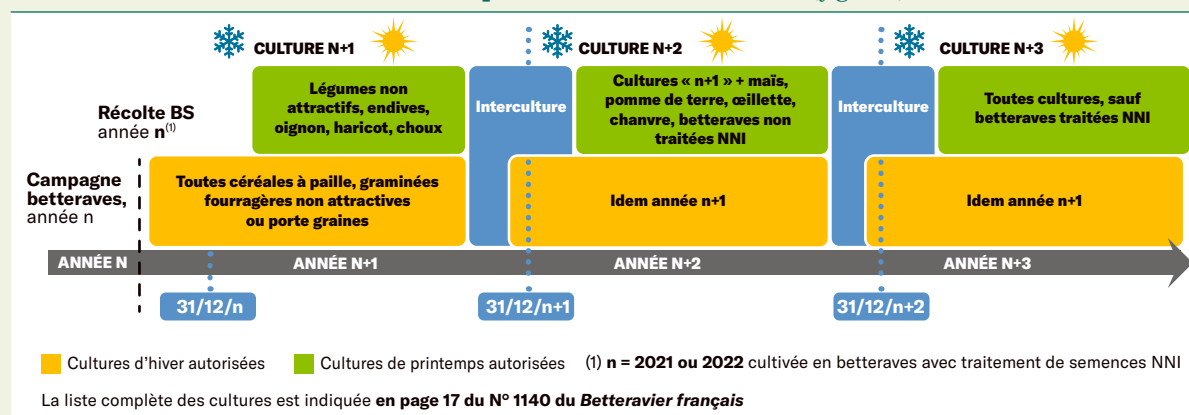 CULTURE N+1
CULTURE N+2
CULTURE N+3
Récolte BS
année n(1)
Légumes non
attractifs, endives,
oignon, haricot, choux
Interculture
Cultures « n+1 » + maïs,
pomme de terre, œillette,
chanvre, betteraves non
traitées NNI
Interculture
Toutes cultures, sauf
betteraves traitées NNI
Campagne
betteraves,
année n
Toutes céréales à paille, graminées
fourragères non attractives
ou porte graines
Idem année n+1
Idem année n+1
ANNÉE N
ANNÉE N+1
ANNÉE N+2
ANNÉE N+3
31/12/n
31/12/n+1
31/12/n+2
Cultures d'hiver autorisées
Cultures de printemps autorisées
(1) n = 2021 ou 2022 cultivée en betteraves avec traitement de semences NNI
La liste complète des cultures est indiquée en page 17 du N° 1140 du Betteravier français